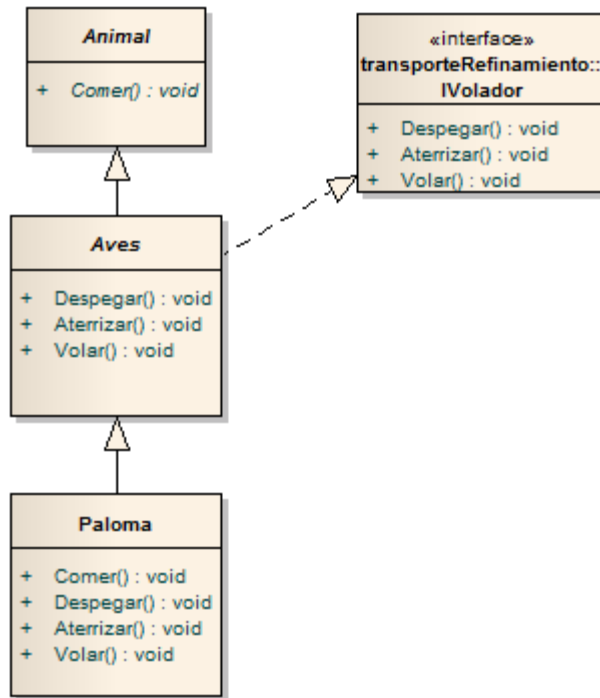 Animal
+ Comer() : void
«interface»
transporteRefinamiento::
IVolador
+ Despegar() : void
+ Aterrizar() : void
+ Volar() : void
Aves
+ Despegar() : void
+ Aterrizar() : void
+ Volar() : void
Paloma
+ Comer() : void
+ Despegar() : void
+ Aterrizar() : void
+ Volar() : void